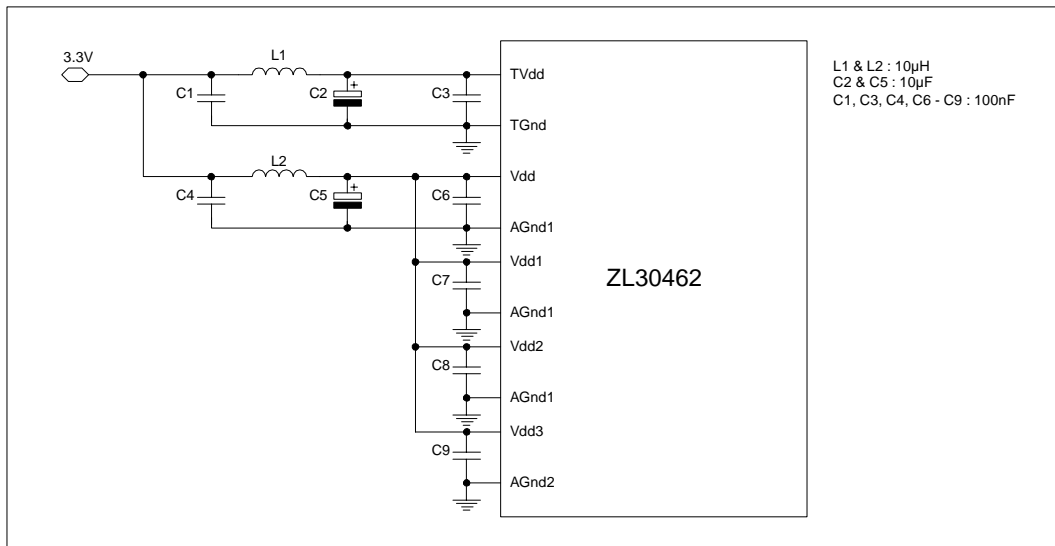 3.3V
L1
C1
C2
+
C3
TVdd
TGnd
L2
C4
C5
+
C6
Vdd
AGnd1
Vdd1
C7
AGnd1
Vdd2
C8
AGnd1
Vdd3
C9
AGnd2
ZL30462
L1 & L2 : 10µH
C2 & C5 : 10µF
C1, C3, C4, C6 - C9 : 100nF